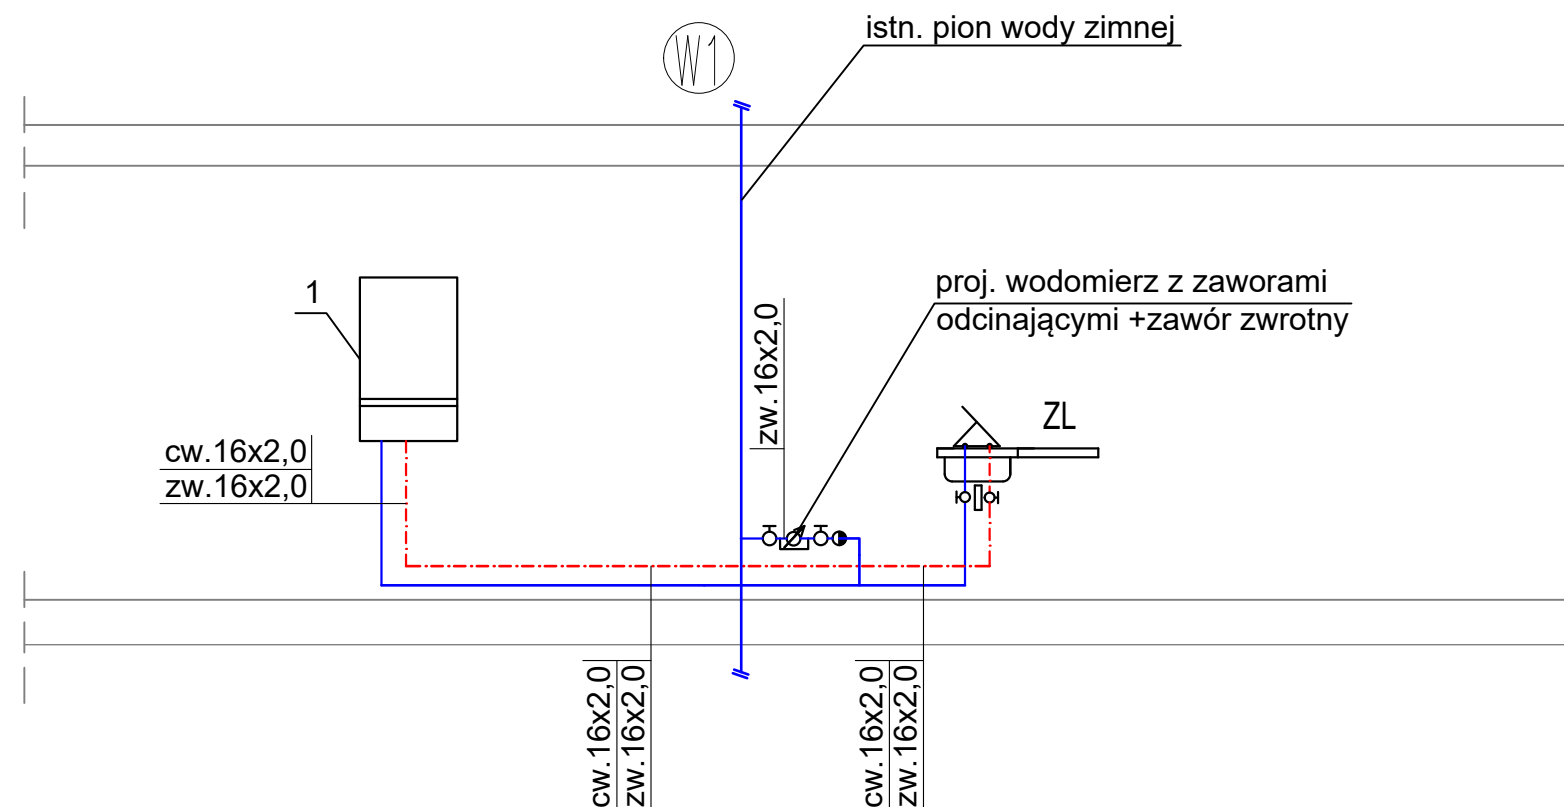 W1
istn. pion wody zimnej
1
zw.16x2,0
proj. wodomierz z zaworami
odcinającymi +zawór zwrotny
ZL
cw.16x2,0
zw.16x2,0
cw.16x2,0
zw.16x2,0
cw.16x2,0
zw.16x2,0